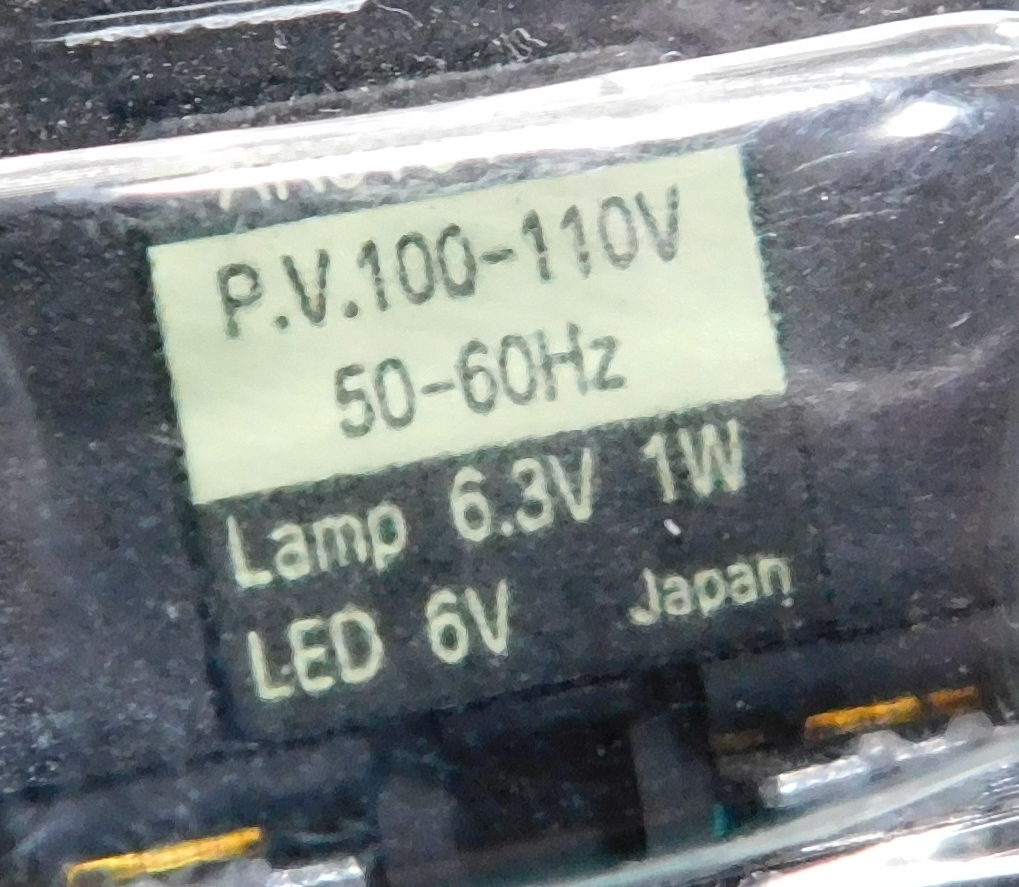 P.V.100-110V
50-60Hz
Lamp 6.3V 1W
LED 6V Japan